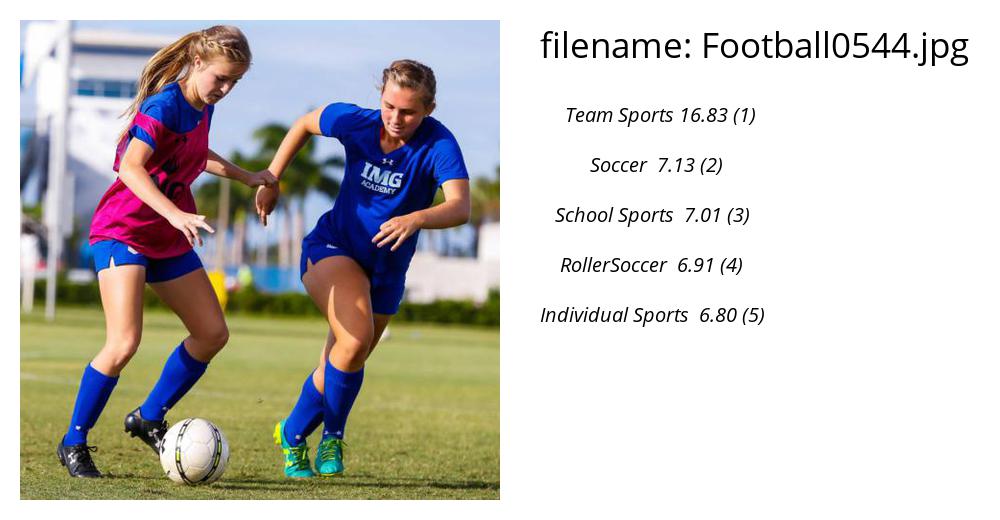 filename: Football0544.jpg
Team Sports 16.83 (1)
Soccer 7.13 (2)
School Sports 7.01 (3)
RollerSoccer 6.91 (4)
Individual Sports 6.80 (5)
IMG
ACADEMY